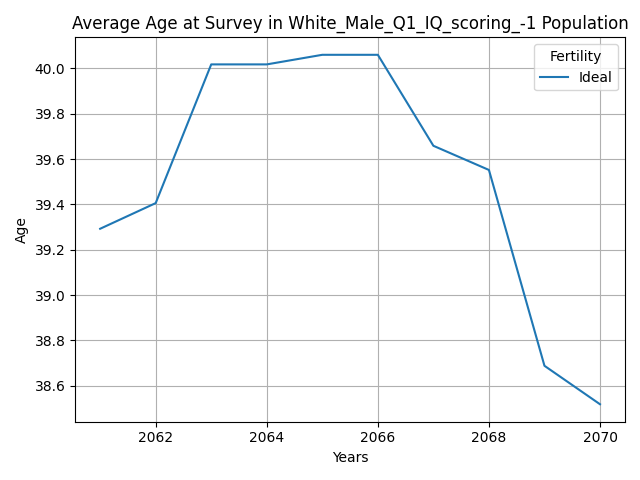 Average Age at Survey in White_Male_Q1_IQ_scoring_-1 Population
Fertility
Ideal
40.0
39.8
39.6
39.4
39.2
39.0
38.8
38.6
Age
2062 2064 2066 2068 2070
Years